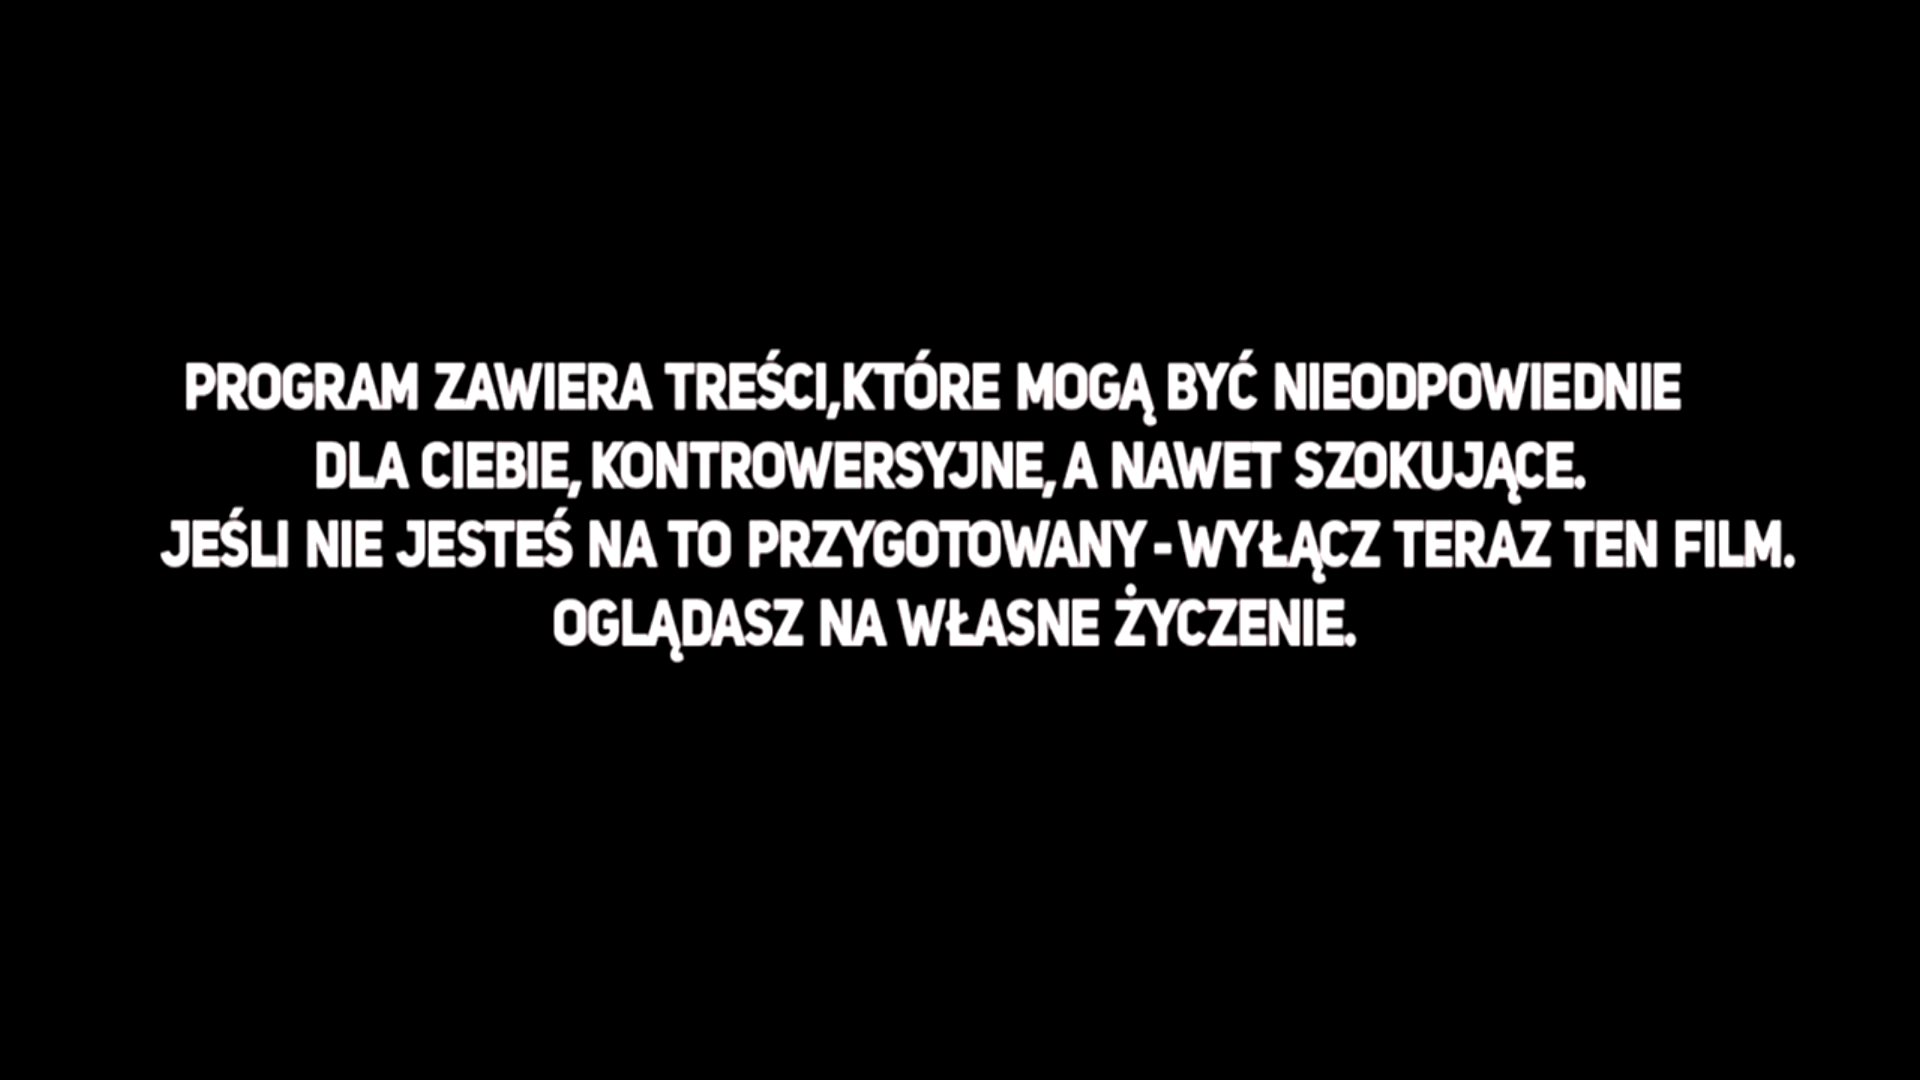 PROGRAM ZAWIERA TREŚCI,KTÓRE MOGĄ BYĆ NIEODPOWIEDNIE
DLA CIEBIE, KONTROWERSYJNE, A NAWET SZOKUJĄCE.
JEŚLI NIE JESTEŚ NA TO PRZYGOTOWANY - WYŁĄCZ TERAZ TEN FILM.
OGLĄDASZ NA WŁASNE ŻYCZENIE.